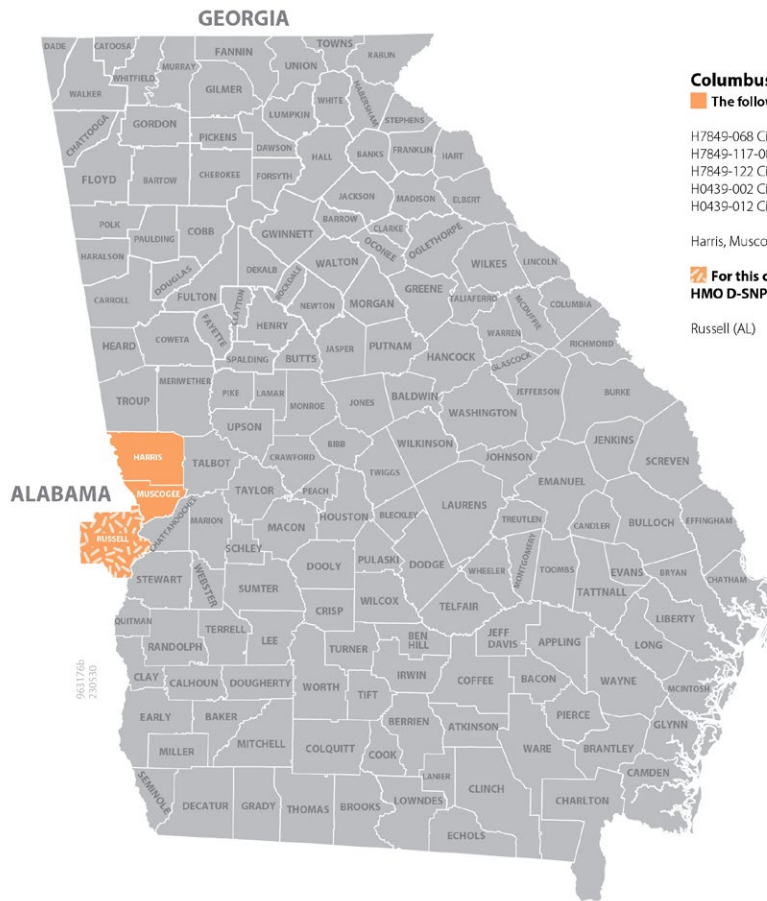 GEORGIA
DADE
CATOOSA
WHITFIELD
MURRAY
FANNIN
UNION
TOWNS
RABUN
WALKER
GILMER
LUMPKIN
WHITE
HABERSHAM
STEPHENS
CHATTOOGA
GORDON
PICKENS
DAWSON
HALL
BANKS
FRANKLIN
HART
FLOYD
BARTOW
CHEROKEE
FORSYTH
JACKSON
MADISON
ELBERT
POLK
PAULDING
COBB
GWINNETT
BARROW
CLARKE
OCONEE
OGLETHORPE
WILKES
LINCOLN
HARALSON
DOUGLAS
FULTON
DEKALB
ROCKDALE
WALTON
GREENE
TALIAFERRO
MCDUFFIE
COLUMBIA
CARROLL
CLAYTON
FAYETTE
HENRY
NEWTON
MORGAN
WARREN
RICHMOND
HEARD
COWETA
SPALDING
BUTTS
JASPER
PUTNAM
HANCOCK
GLASCOCK
TROUP
MERIWETHER
PIKE
LAMAR
MONROE
JONES
BALDWIN
WASHINGTON
JEFFERSON
BURKE
UPSON
BIBB
WILKINSON
JENKINS
SCREVEN
HARRIS
TALBOT
CRAWFORD
TWIGGS
JOHNSON
EMANUEL
ALABAMA
MUSCOGEE
CHATTAHOOCHEE
MARION
TAYLOR
PEACH
HOUSTON
BLECKLEY
LAURENS
TREUTLEN
CANDLER
BULLOCH
EFFINGHAM
RUSSELL
SCHLEY
MACON
DOOLY
PULASKI
DODGE
WHEELER
MONTGOMERY
TOOMBS
TATTNALL
EVANS
BRYAN
CHATHAM
STEWART
WEBSTER
SUMTER
CRISP
WILCOX
TELFAIR
LIBERTY
QUITMAN
RANDOLPH
TERRELL
LEE
TURNER
BEN HILL
JEFF DAVIS
APPLING
LONG
CLAY
CALHOUN
DOUGHERTY
WORTH
TIFT
IRWIN
COFFEE
BACON
WAYNE
MCINTOSH
EARLY
BAKER
MITCHELL
COLQUITT
COOK
BERRIEN
ATKINSON
WARE
PIERCE
BRANTLEY
GLYNN
MILLER
LANIER
CLINCH
CHARLTON
CAMDEN
SEMINOLE
DECATUR
GRADY
THOMAS
BROOKS
LOWNDES
ECHOLS
963176b
230530
Columbus
The follow
H7849-068 Ci
H7849-117-0
H7849-122 Ci
H0439-002 Ci
H0439-012 Ci
Harris, Musco
For this c
HMO D-SNP
Russell (AL)